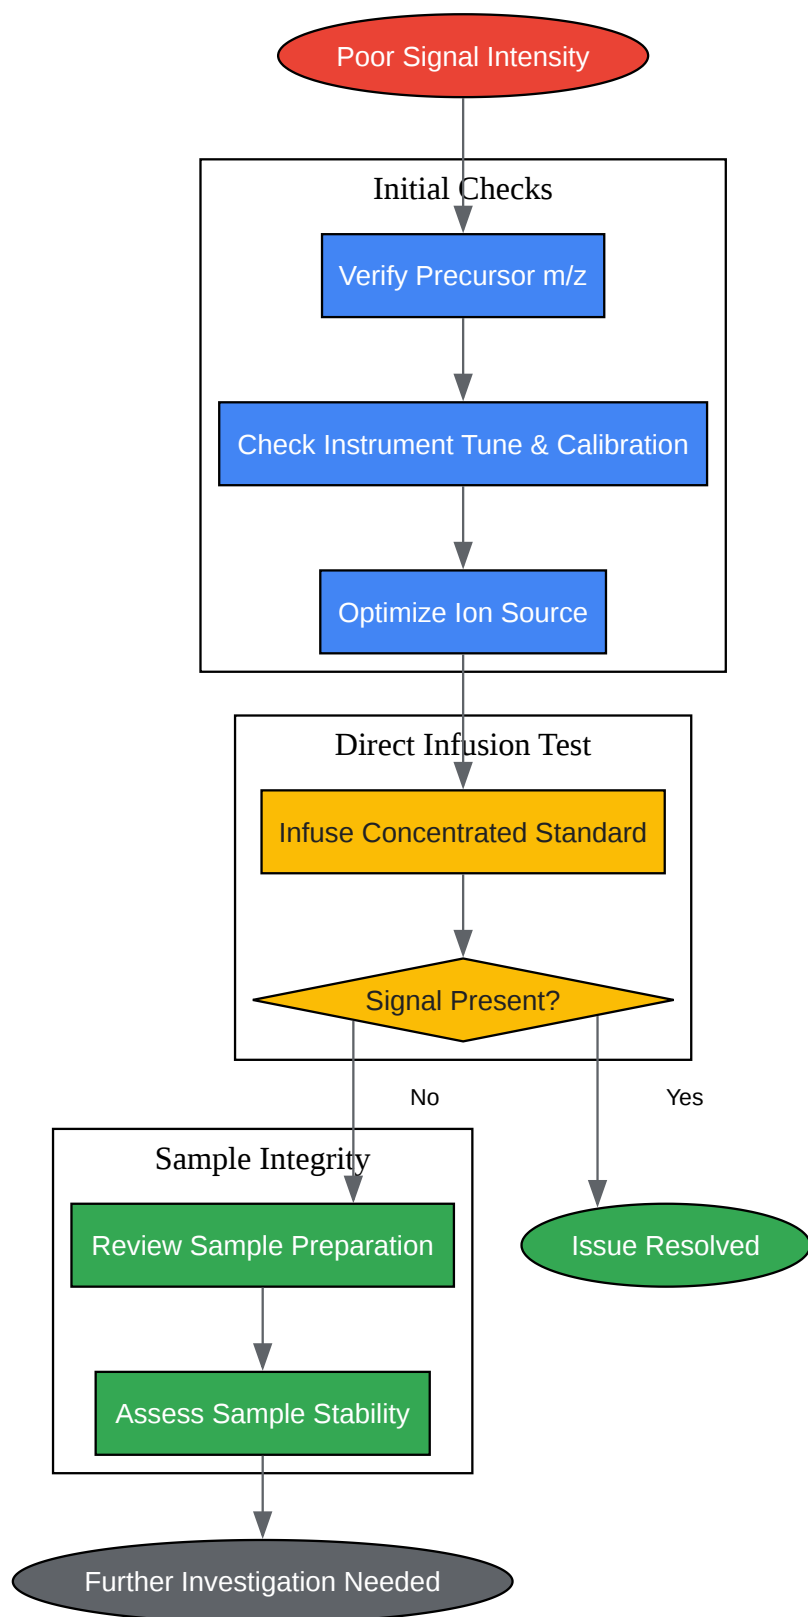 Poor Signal Intensity
Initial Checks
Verify Precursor m/z
Check Instrument Tune & Calibration
Optimize Ion Source
Direct Infusion Test
Infuse Concentrated Standard
Signal Present?
No
Yes
Sample Integrity
Review Sample Preparation
Issue Resolved
Assess Sample Stability
Further Investigation Needed